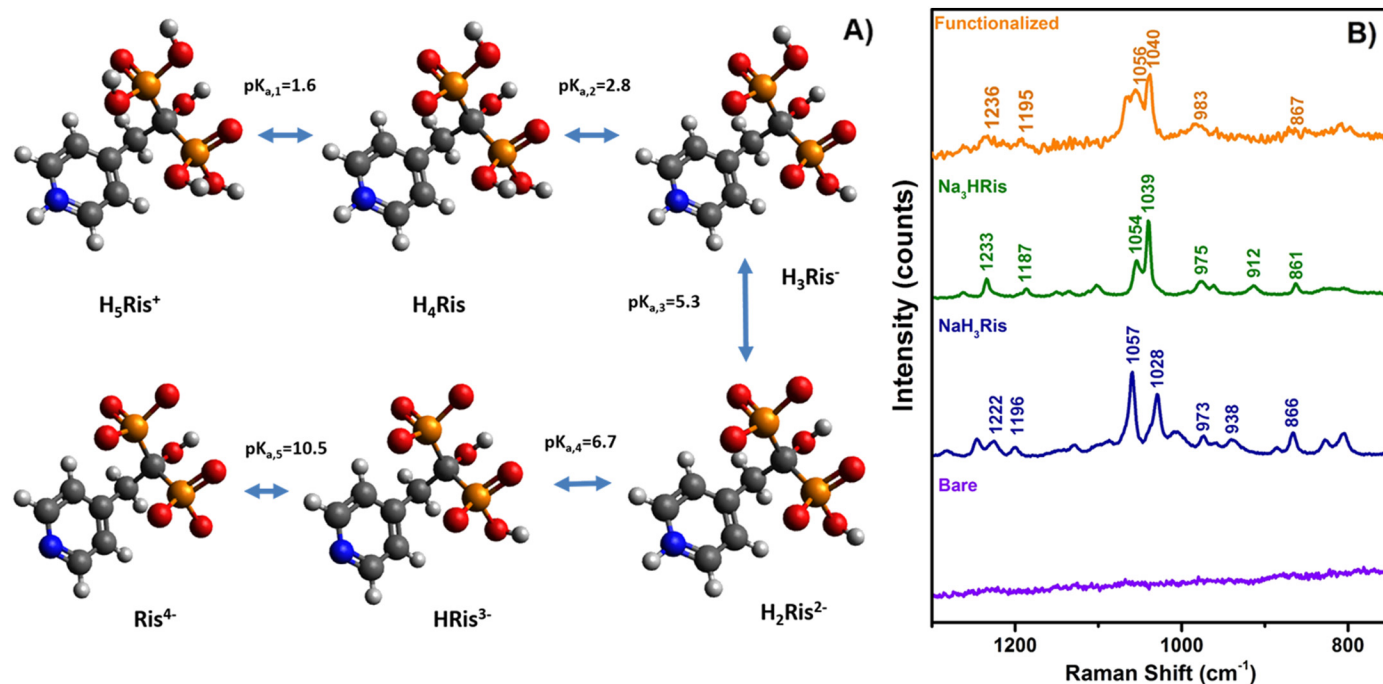 A)
pKa,1=1.6
pKa,2=2.8
H5Ris+
H4Ris
H3Ris-
pKa,3=5.3
pKa,5=10.5
pKa,4=6.7
Ris4-
HRis3-
H2Ris2-
B)
Functionalized
1236
1195
1056
1040
983
867
Na3HRis
1233
1187
1054
1039
975
912
861
NaH3Ris
1222
1196
1057
1028
973
938
866
Bare
Intensity (counts)
1200
1000
800
Raman Shift (cm-1)